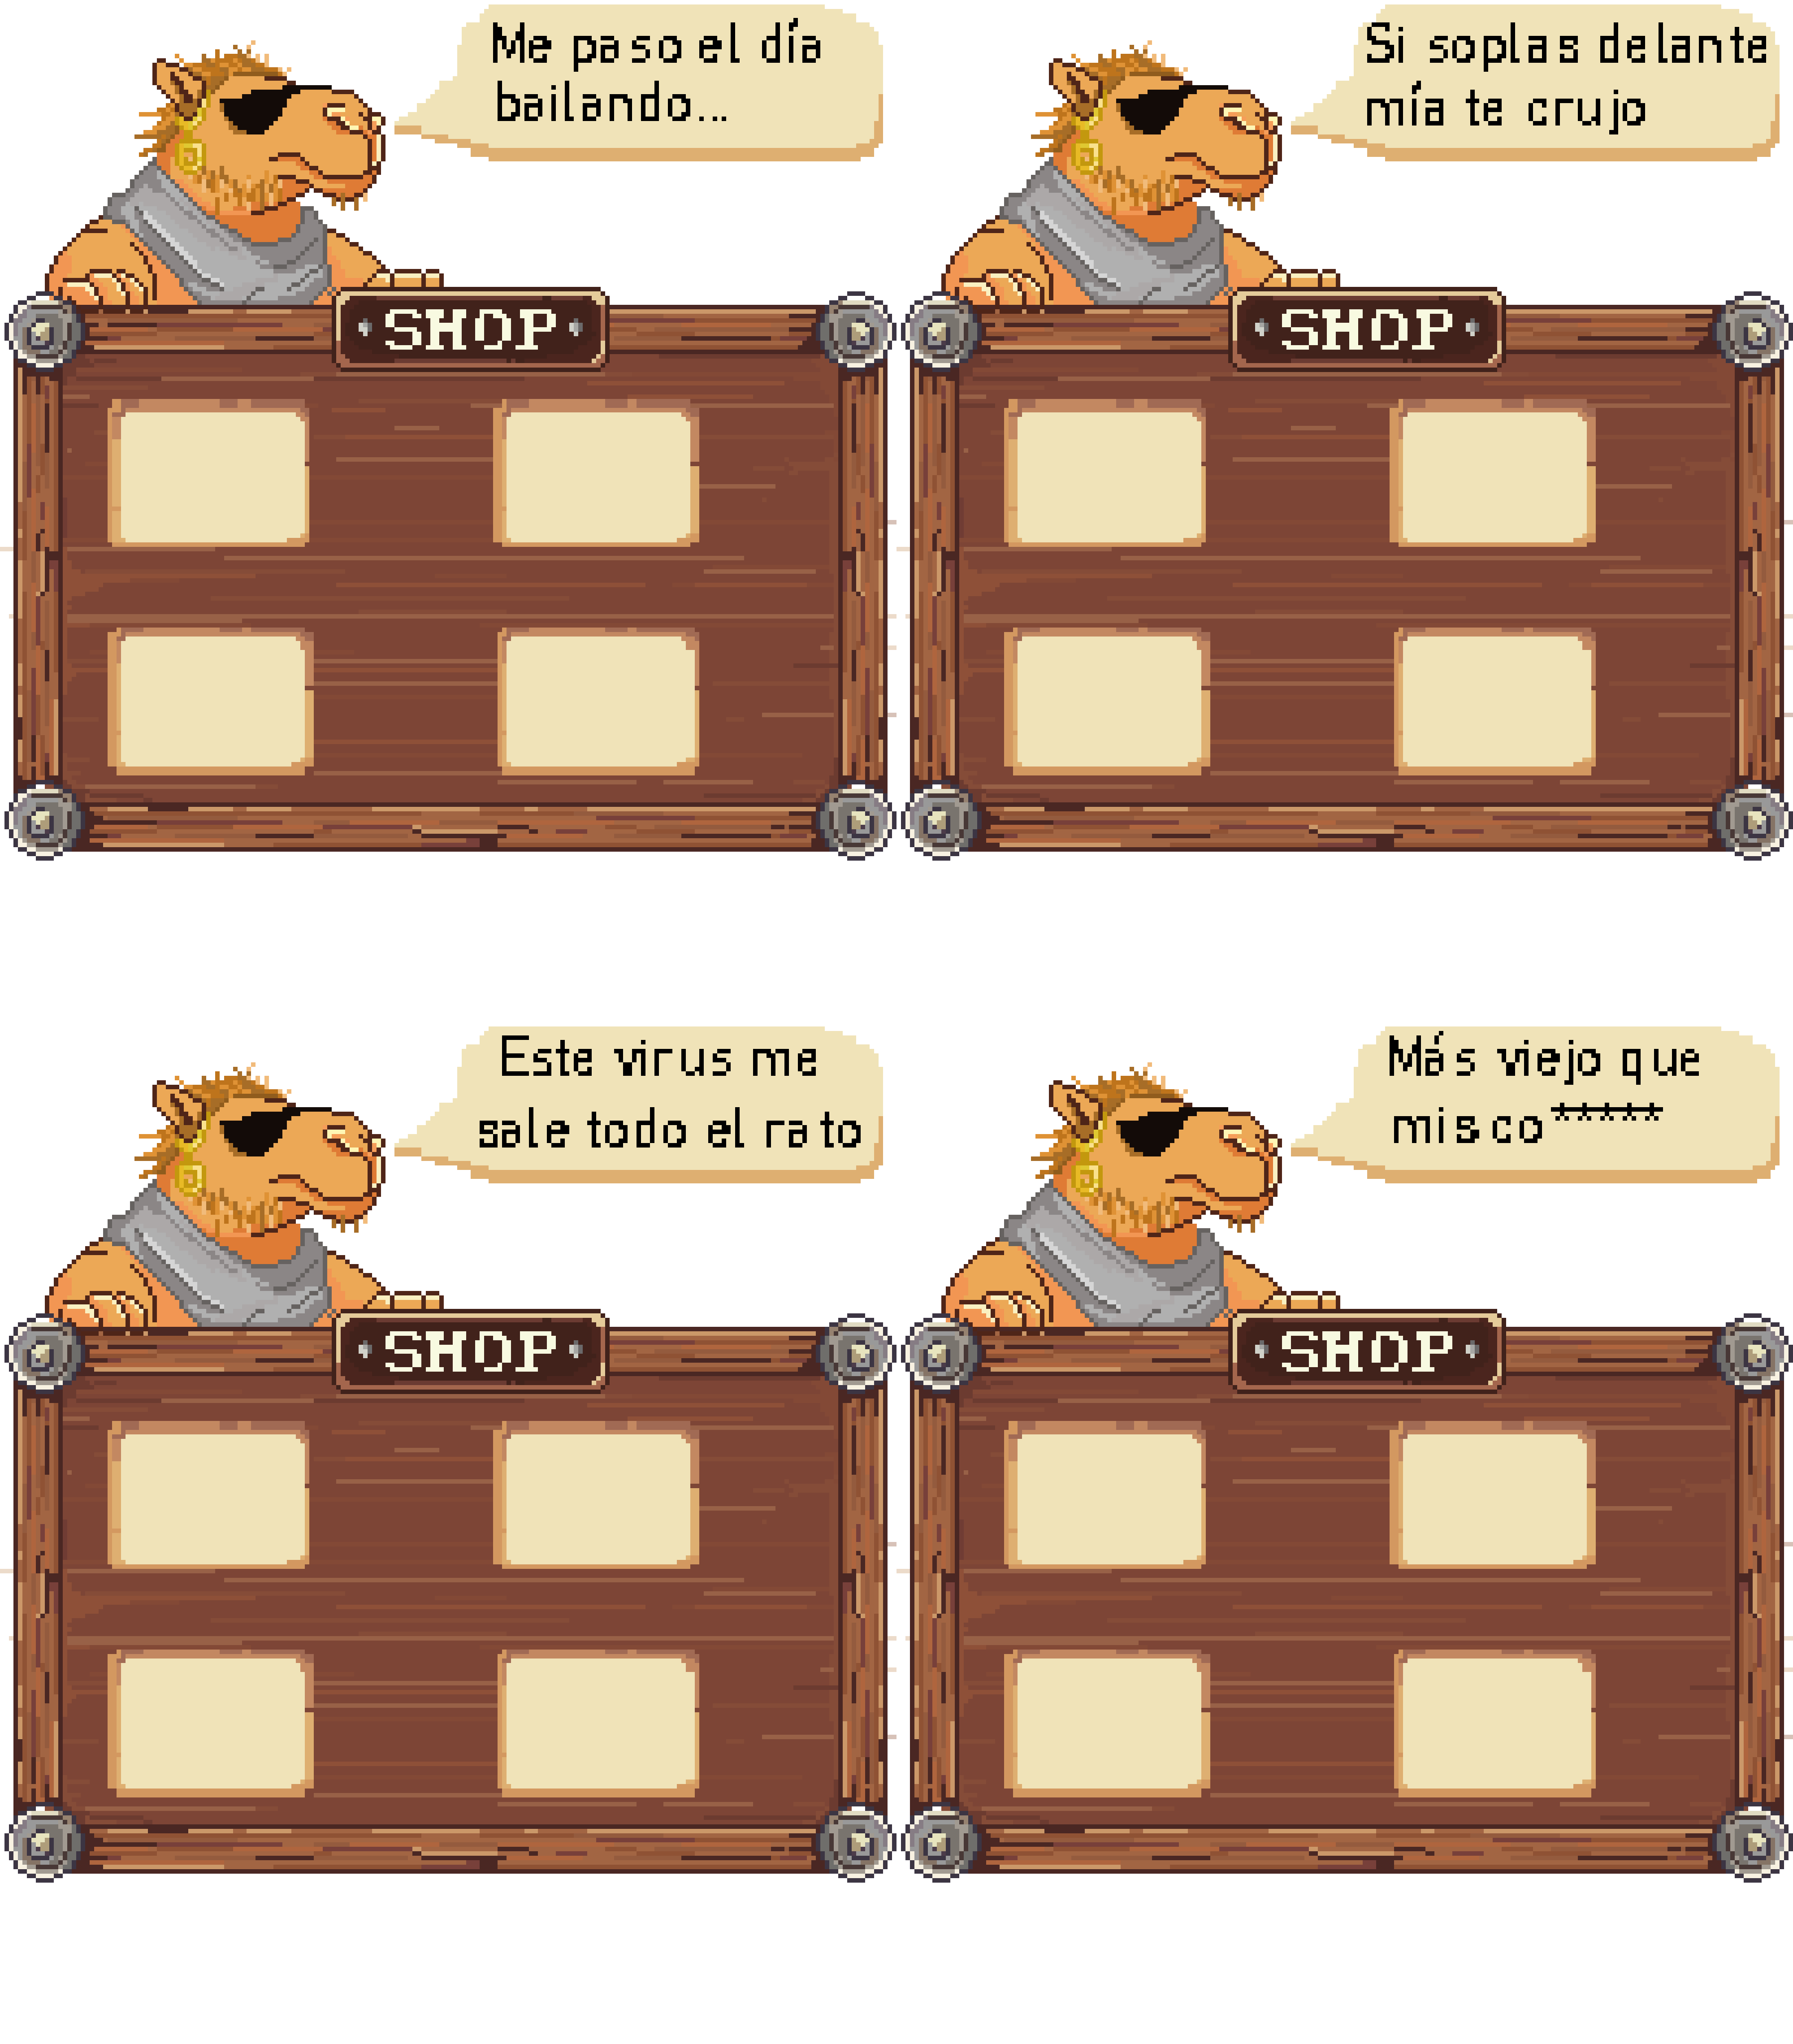 Me paso el día
bailando...
SHOP
Si soplas delante
mía te crujo
SHOP
Este virus me
sale todo el rato
SHOP
Más viejo que
mis co*****
SHOP